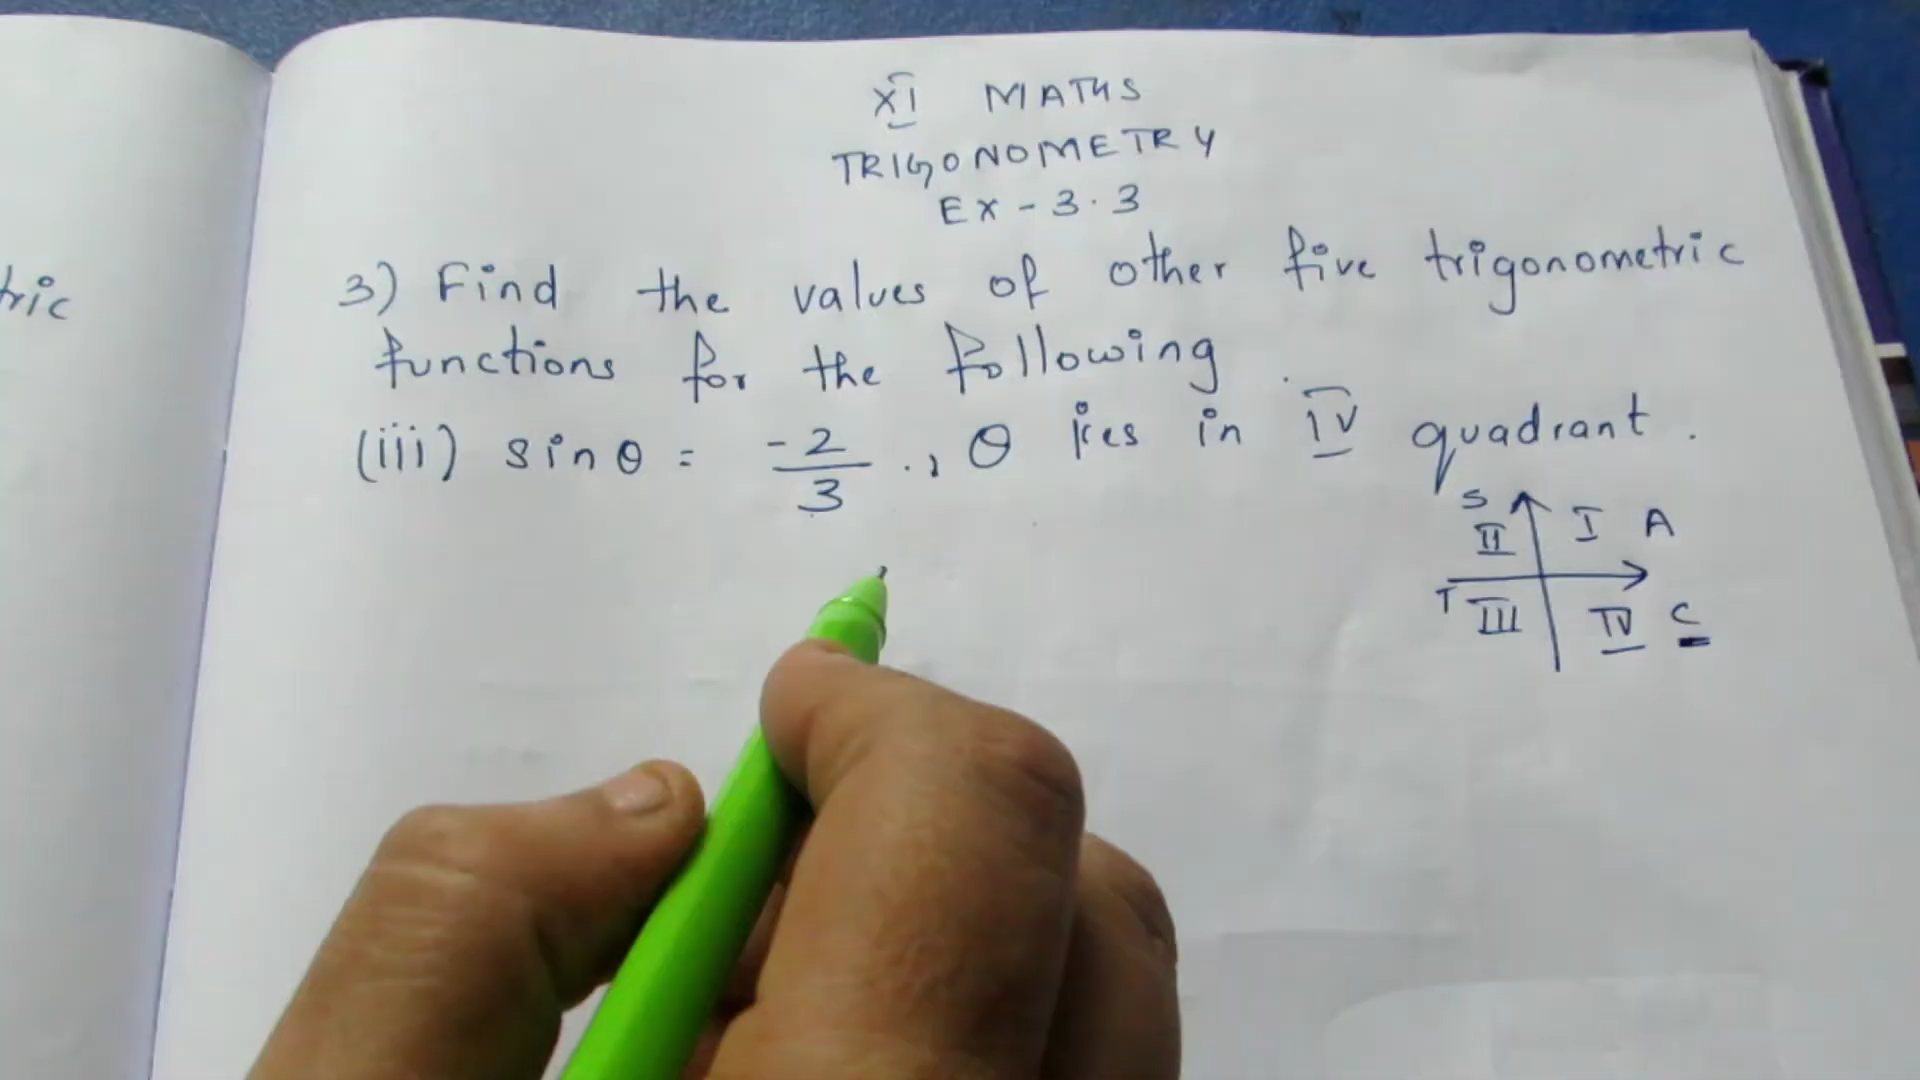 tric
XI MATHS
TRIGONOMETRY
EX - 3.3
3) Find the values of other five trigonometric
functions for the following
(iii) sin θ = -2/3 ., θ lies in IV quadrant.
S
II I A
T III IV C